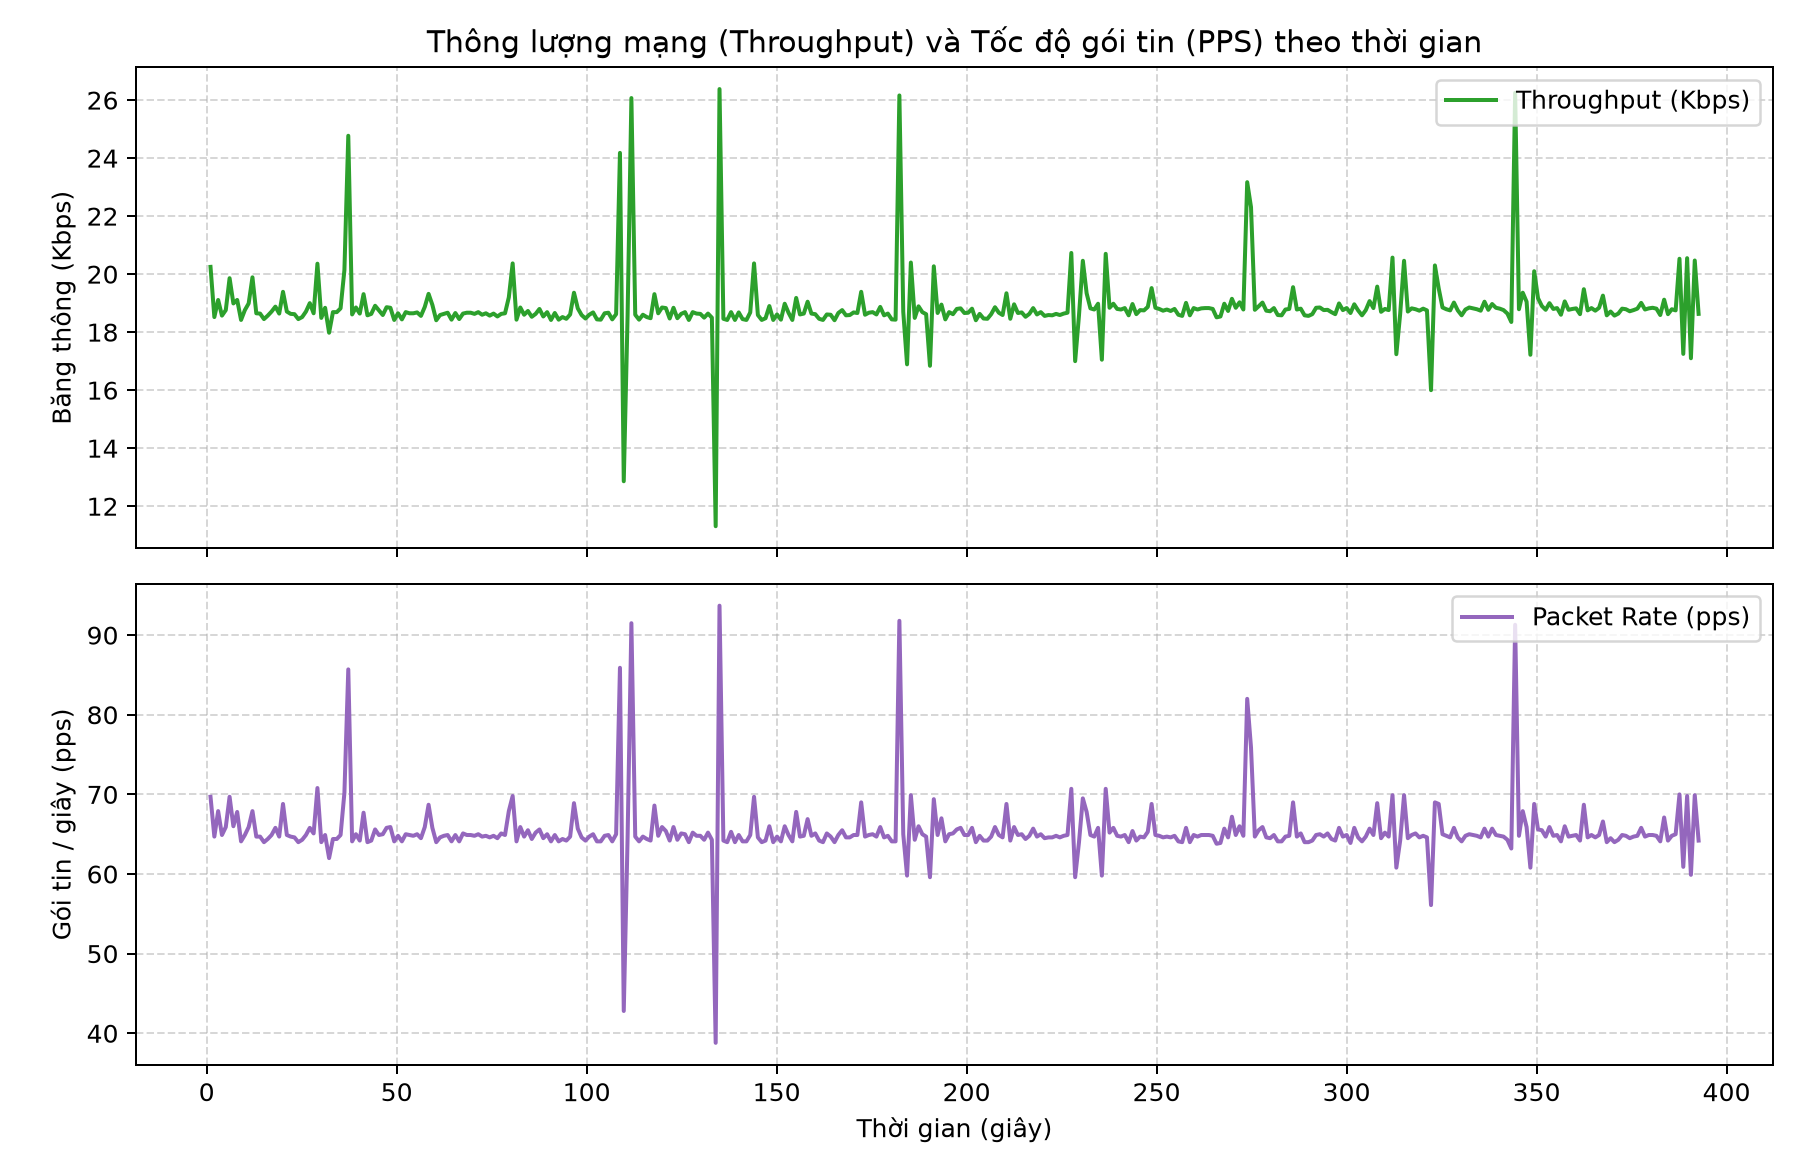 Thông lượng mạng (Throughput) và Tốc độ gói tin (PPS) theo thời gian
Throughput (Kbps)
Băng thông (Kbps)
26
24
22
20
18
16
14
12
Packet Rate (pps)
Gói tin / giây (pps)
90
80
70
60
50
40
0 50 100 150 200 250 300 350 400
Thời gian (giây)